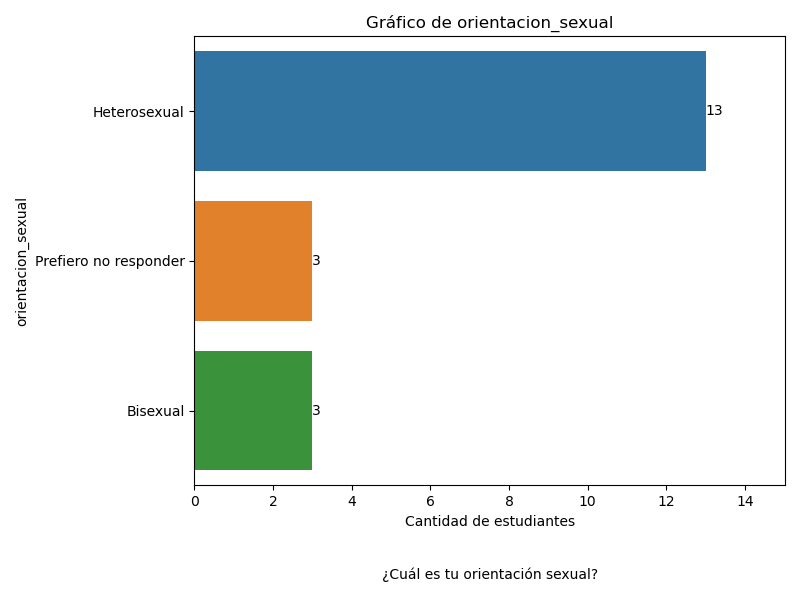 Gráfico de orientacion_sexual
orientacion_sexual
Heterosexual
13
Prefiero no responder
3
Bisexual
3
0 2 4 6 8 10 12 14
Cantidad de estudiantes
¿Cuál es tu orientación sexual?